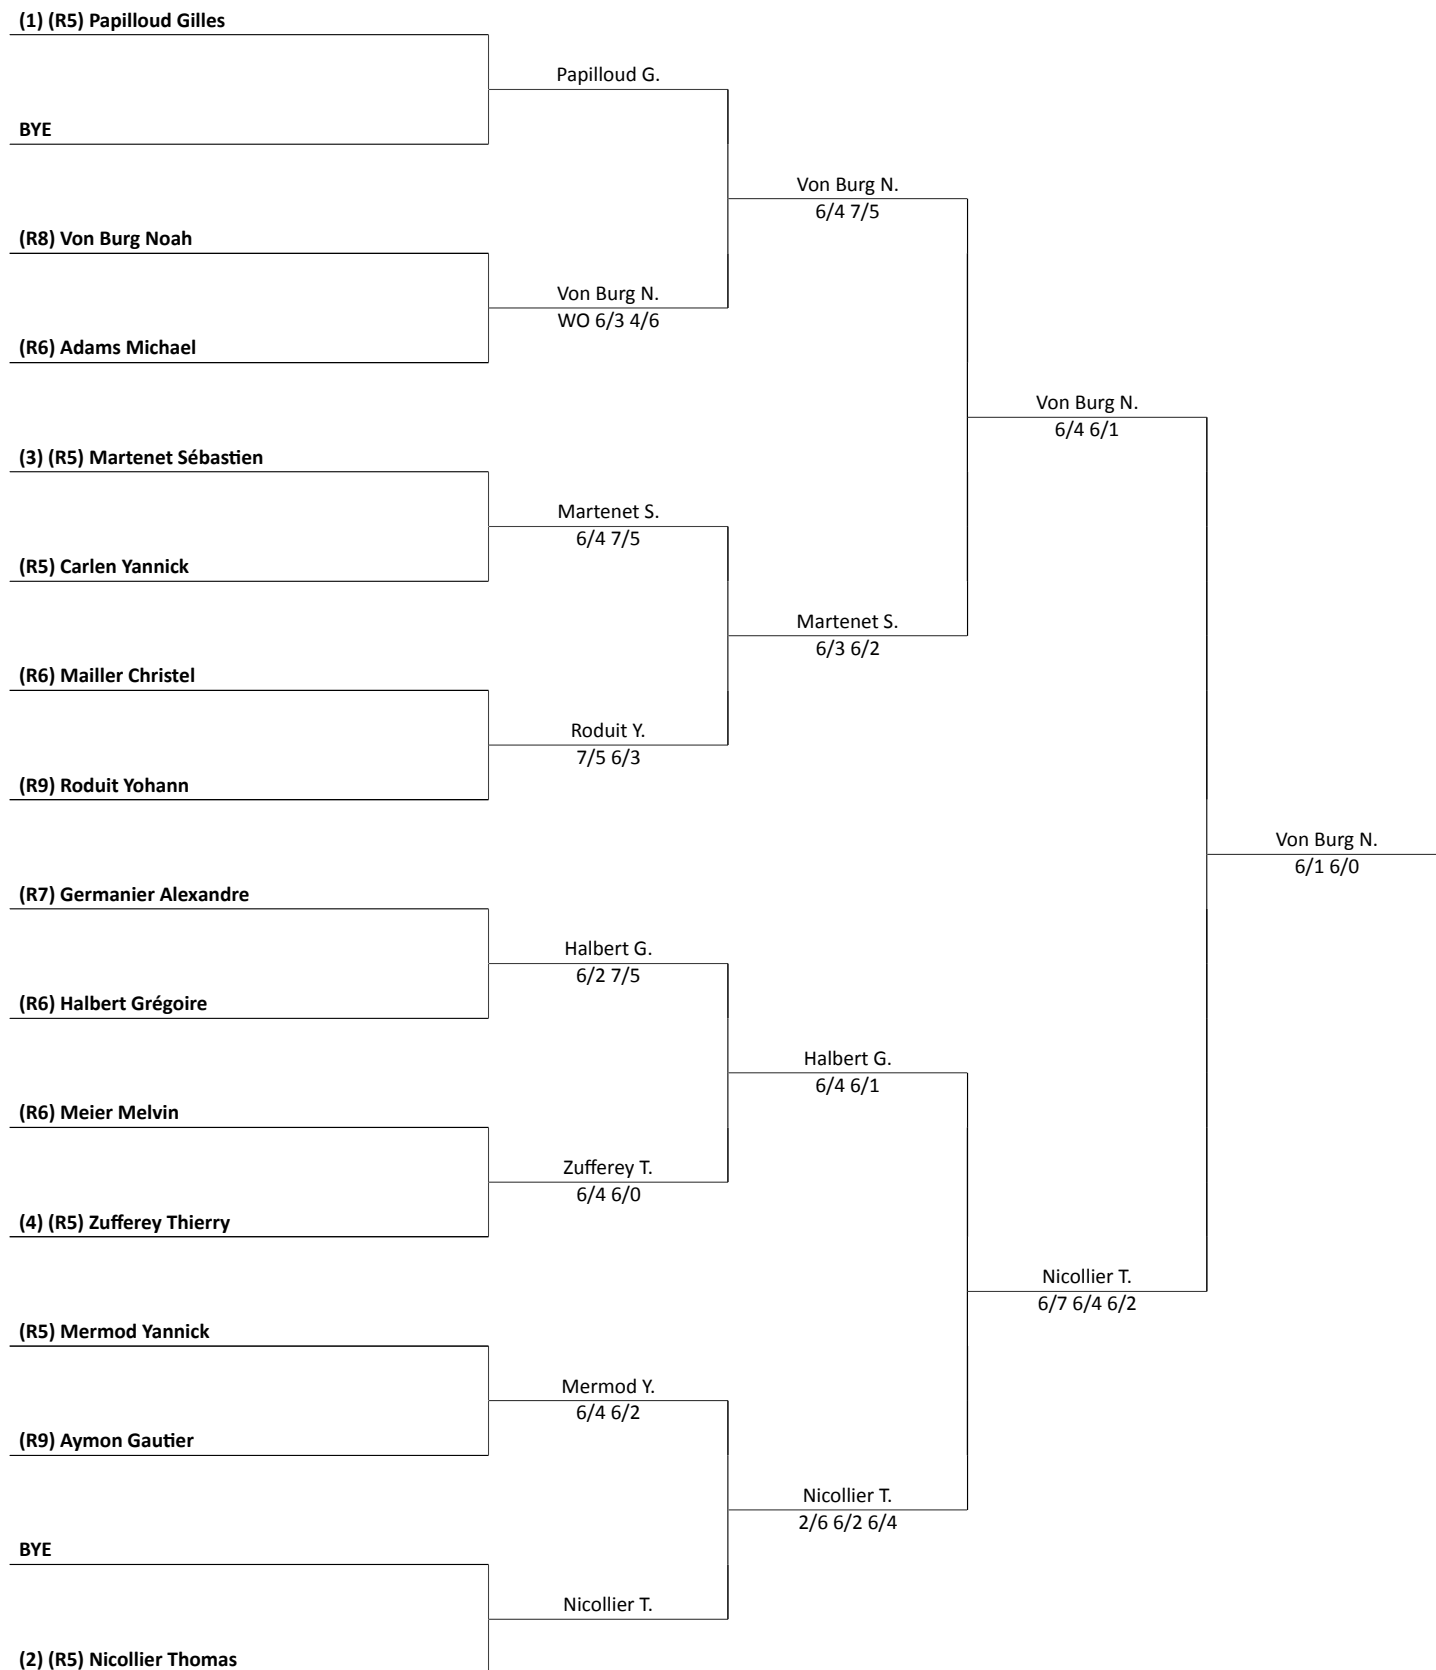 (1) (R5) Papilloud Gilles
Papilloud G.
BYE
Von Burg N.
6/4 7/5
(R8) Von Burg Noah
Von Burg N.
WO 6/3 4/6
(R6) Adams Michael
Von Burg N.
6/4 6/1
(3) (R5) Martenet Sébastien
Martenet S.
6/4 7/5
(R5) Carlen Yannick
Martenet S.
6/3 6/2
(R6) Mailler Christel
Roduit Y.
7/5 6/3
(R9) Roduit Yohann
Von Burg N.
6/1 6/0
(R7) Germanier Alexandre
Halbert G.
6/2 7/5
(R6) Halbert Grégoire
Halbert G.
6/4 6/1
(R6) Meier Melvin
Zufferey T.
6/4 6/0
(4) (R5) Zufferey Thierry
Nicollier T.
6/7 6/4 6/2
(R5) Mermod Yannick
Mermod Y.
6/4 6/2
(R9) Aymon Gautier
Nicollier T.
2/6 6/2 6/4
BYE
Nicollier T.
(2) (R5) Nicollier Thomas